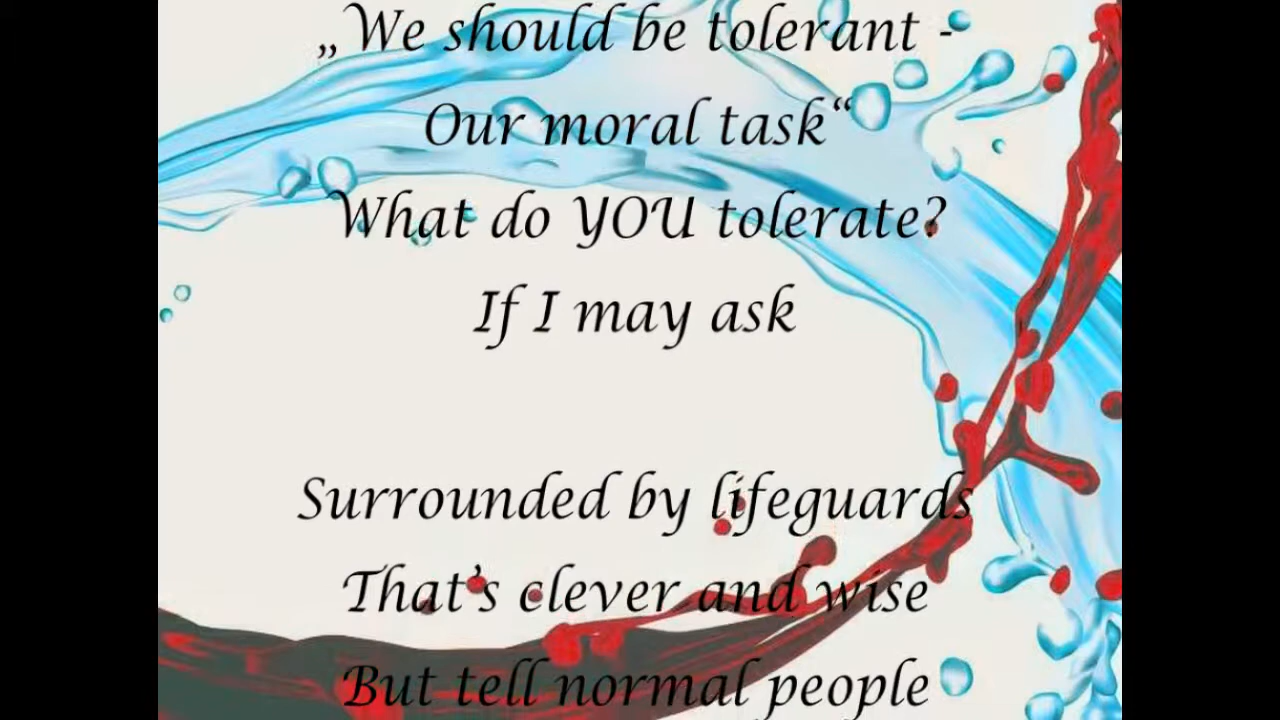 „We should be tolerant -
Our moral task“
What do YOU tolerate?
If I may ask
Surrounded by lifeguards
That's clever and wise
But tell normal people